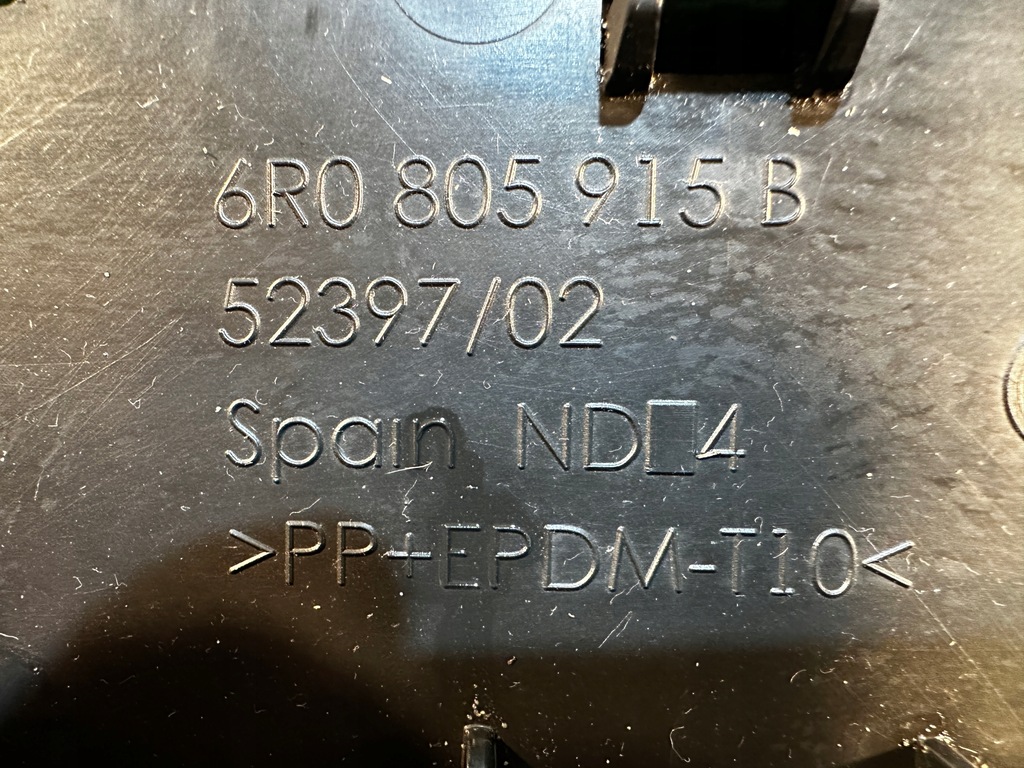 6R0 805 915 B
52397/02
Spain ND□4
>PP+EPDM-T10<